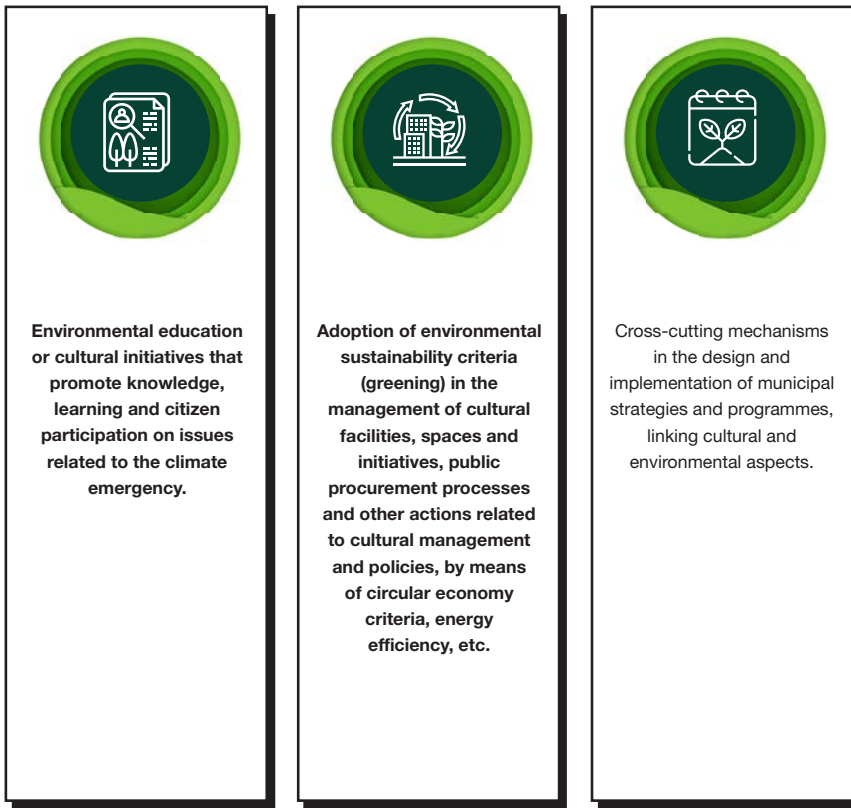 Environmental education
or cultural initiatives that
promote knowledge,
learning and citizen
participation on issues
related to the climate
emergency.
Adoption of environmental
sustainability criteria
(greening) in the
management of cultural
facilities, spaces and
initiatives, public
procurement processes
and other actions related
to cultural management
and policies, by means
of circular economy
criteria, energy
efficiency, etc.
Cross-cutting mechanisms
in the design and
implementation of municipal
strategies and programmes,
linking cultural and
environmental aspects.